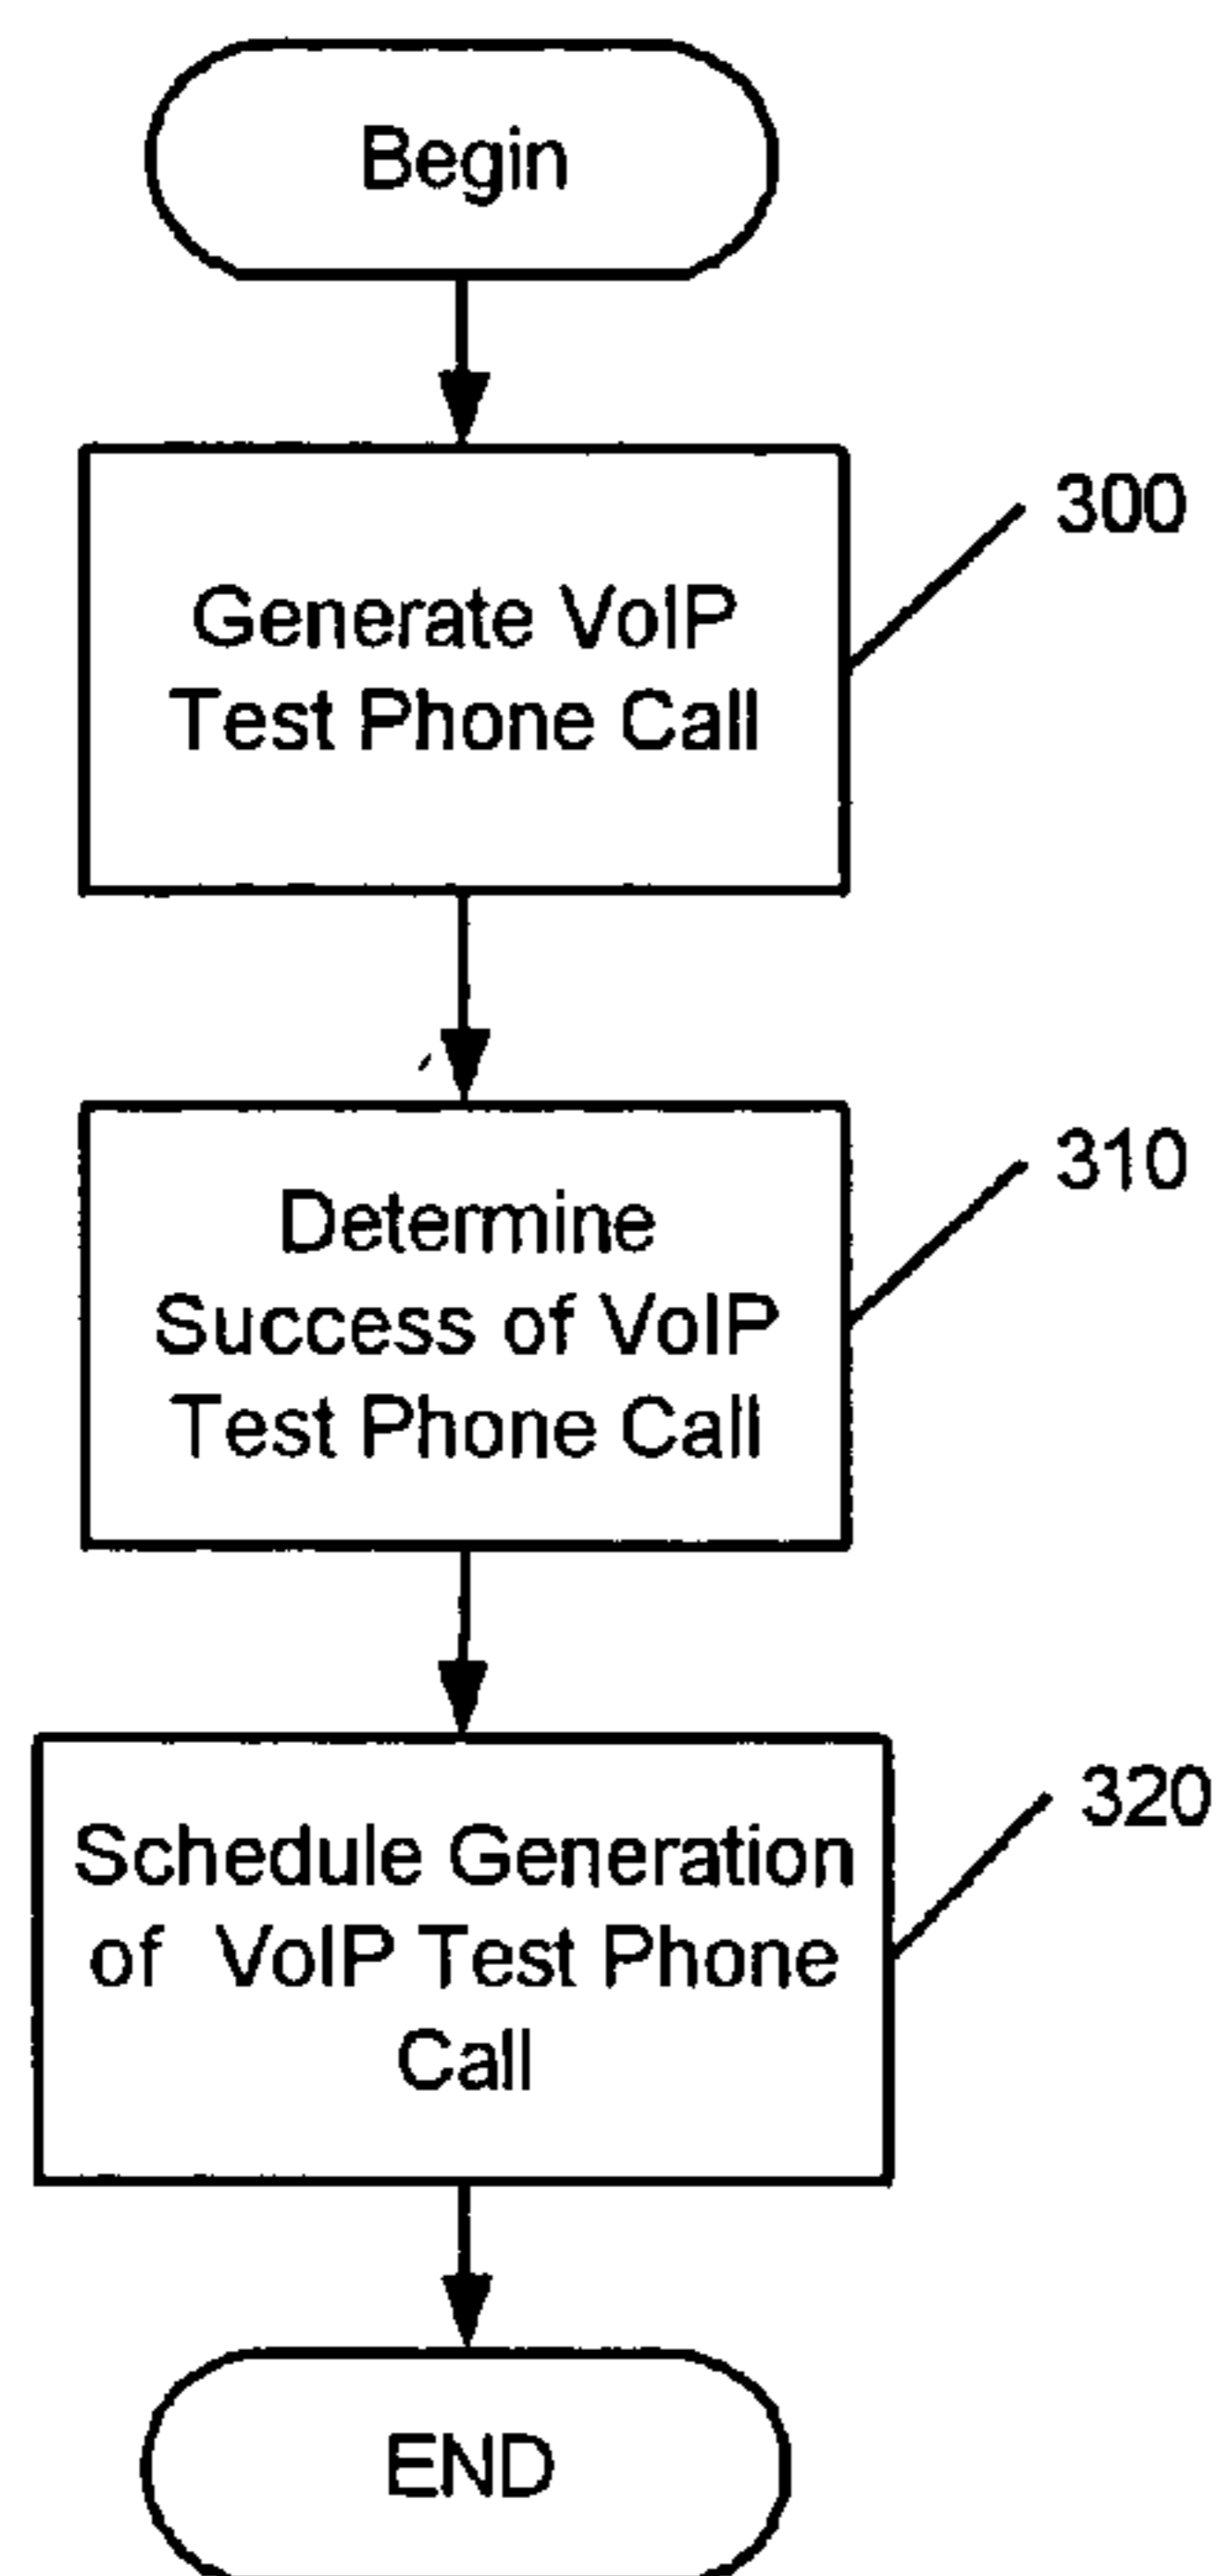 Begin
300
Generate VoIP
Test Phone Call
310
Determine
Success of VoIP
Test Phone Call
320
Schedule Generation
of VoIP Test Phone
Call
END